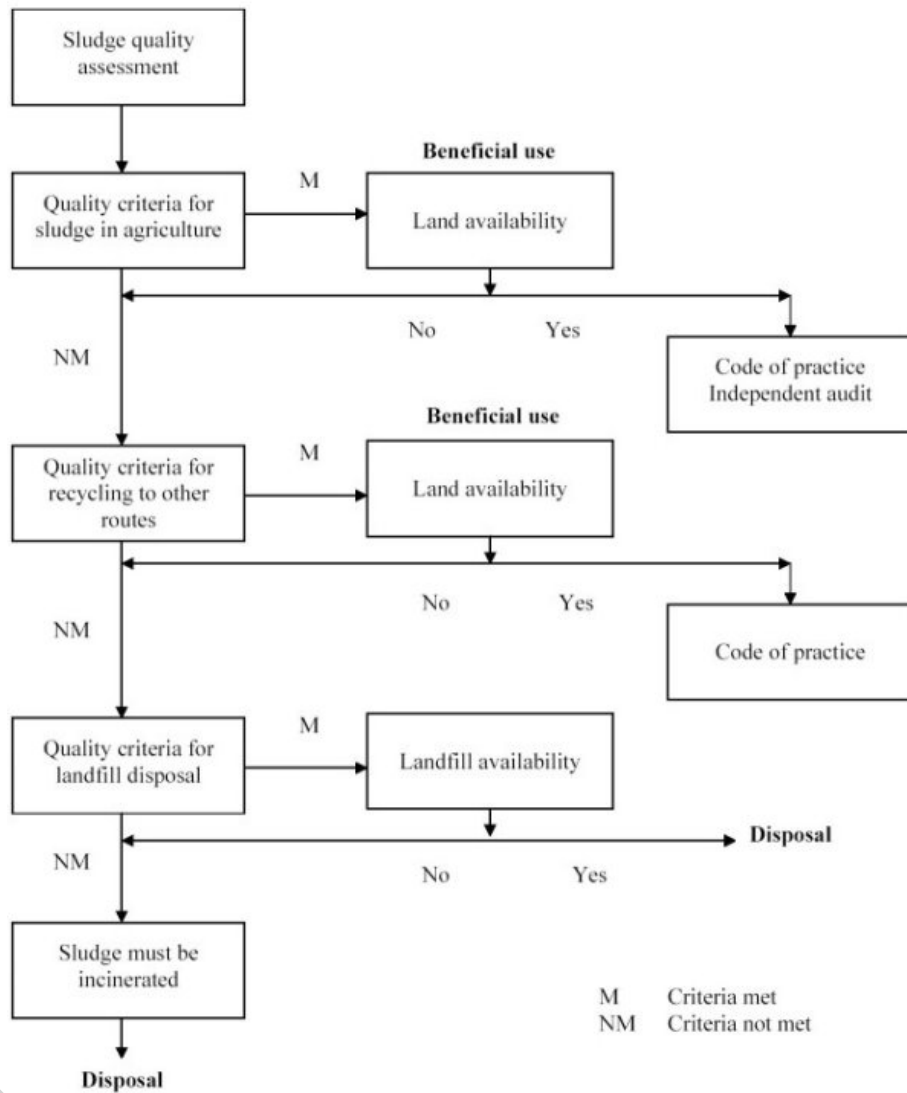 Sludge quality
assessment
Beneficial use
M
Quality criteria for
sludge in agriculture
Land availability
No
Yes
NM
Code of practice
Independent audit
Beneficial use
M
Quality criteria for
recycling to other
routes
Land availability
No
Yes
NM
Code of practice
M
Quality criteria for
landfill disposal
Landfill availability
Disposal
NM
No
Yes
Sludge must be
incinerated
M Criteria met
NM Criteria not met
Disposal